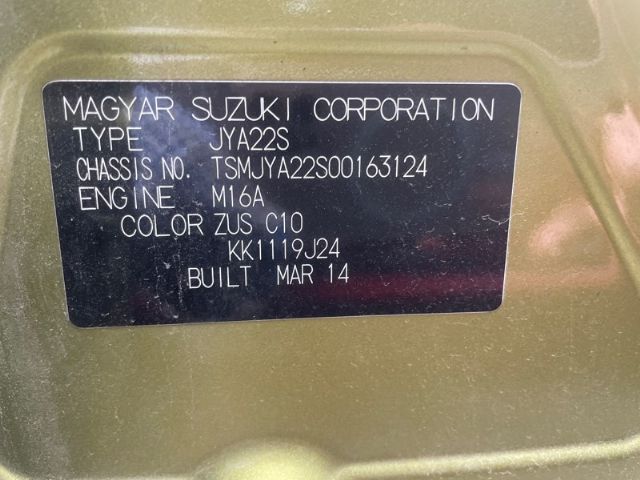 MAGYAR SUZUKI CORPORATION
TYPE JYA22S
CHASSIS NO. TSMJYA22S00163124
ENGINE M16A
COLOR ZUS C10
KK1119J24
BUILT MAR 14